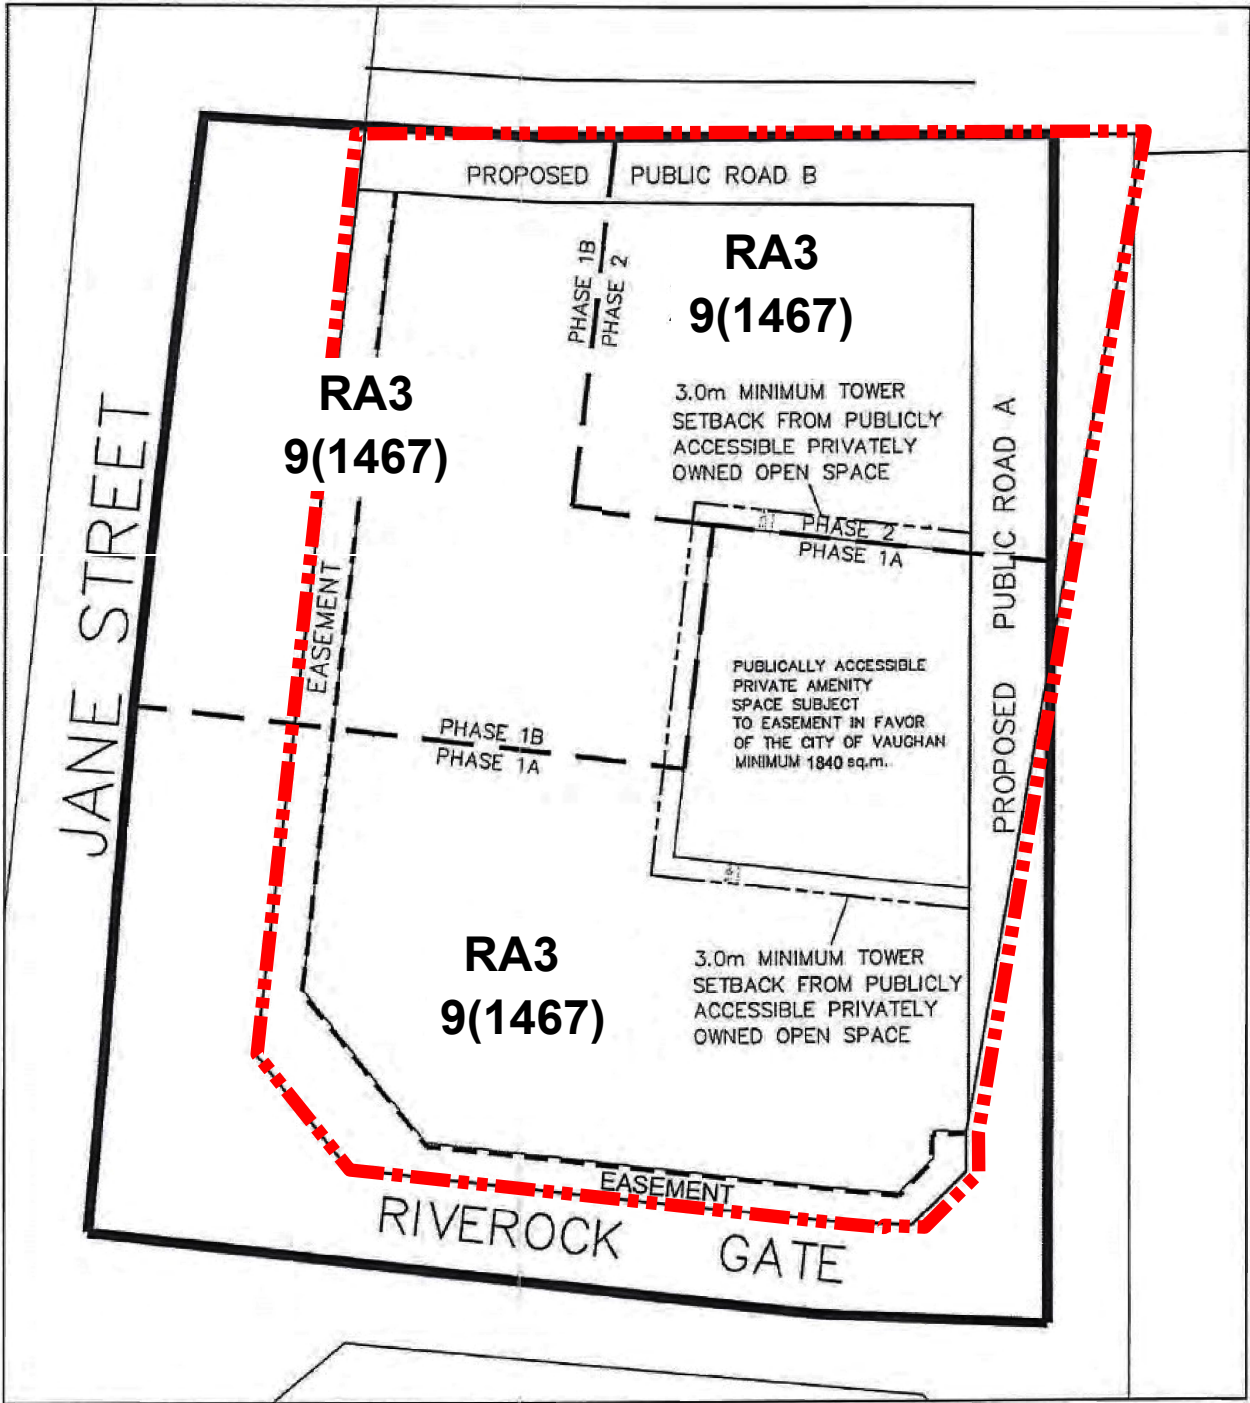 PROPOSED PUBLIC ROAD B
PHASE 1B
PHASE 2
RA3
9(1467)
RA3
9(1467)
3.0m MINIMUM TOWER
SETBACK FROM PUBLICLY
ACCESSIBLE PRIVATELY
OWNED OPEN SPACE
PHASE 2
PHASE 1A
PROPOSED PUBLIC ROAD A
JANE STREET
EASEMENT
PUBLICALLY ACCESSIBLE
PRIVATE AMENITY
SPACE SUBJECT
TO EASEMENT IN FAVOR
OF THE CITY OF VAUGHAN
MINIMUM 1840 sq.m.
PHASE 1B
PHASE 1A
RA3
9(1467)
3.0m MINIMUM TOWER
SETBACK FROM PUBLICLY
ACCESSIBLE PRIVATELY
OWNED OPEN SPACE
EASEMENT
RIVEROCK GATE